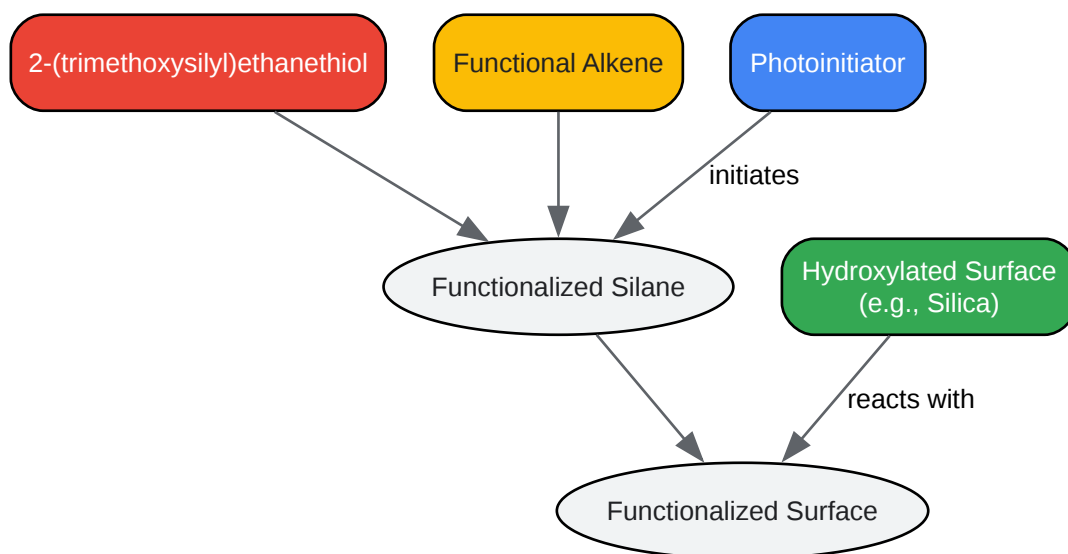 2-(trimethoxysilyl)ethanethiol
Functional Alkene
Photoinitiator
initiates
Functionalized Silane
Hydroxylated Surface
(e.g., Silica)
reacts with
Functionalized Surface